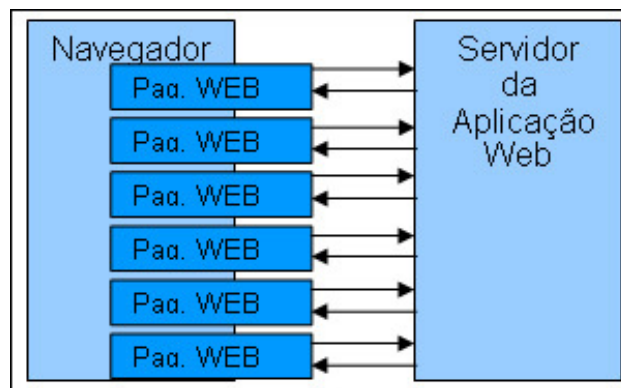 Navegador
Pag. WEB
Pag. WEB
Pag. WEB
Pag. WEB
Pag. WEB
Pag. WEB
Servidor
da
Aplicação
Web